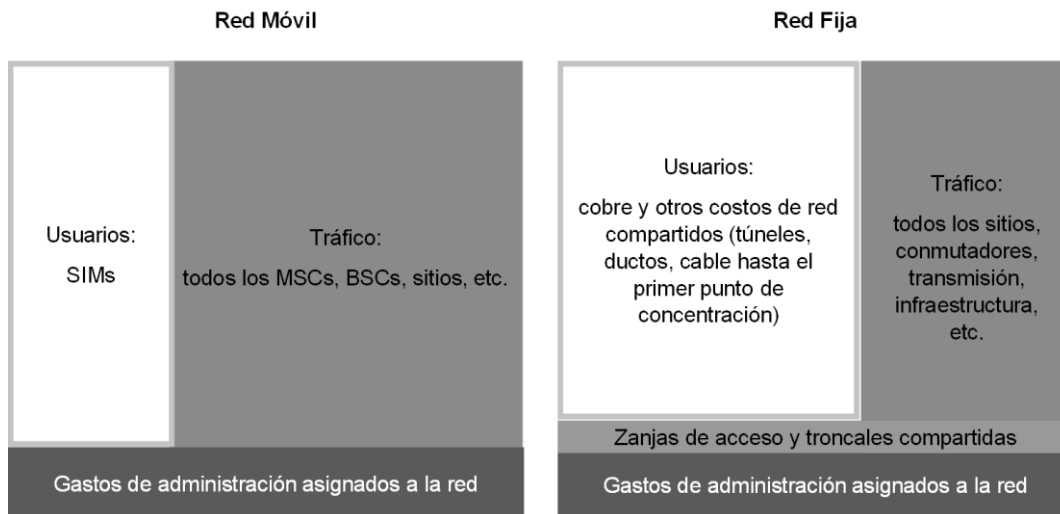 Red Móvil
Usuarios:
SIMs
Tráfico:
todos los MSCs, BSCs, sitios, etc.
Gastos de administración asignados a la red
Red Fija
Usuarios:
cobre y otros costos de red
compartidos (túneles,
ductos, cable hasta el
primer punto de
concentración)
Tráfico:
todos los sitios,
conmutadores,
transmisión,
infraestructura,
etc.
Zanjas de acceso y troncales compartidas
Gastos de administración asignados a la red